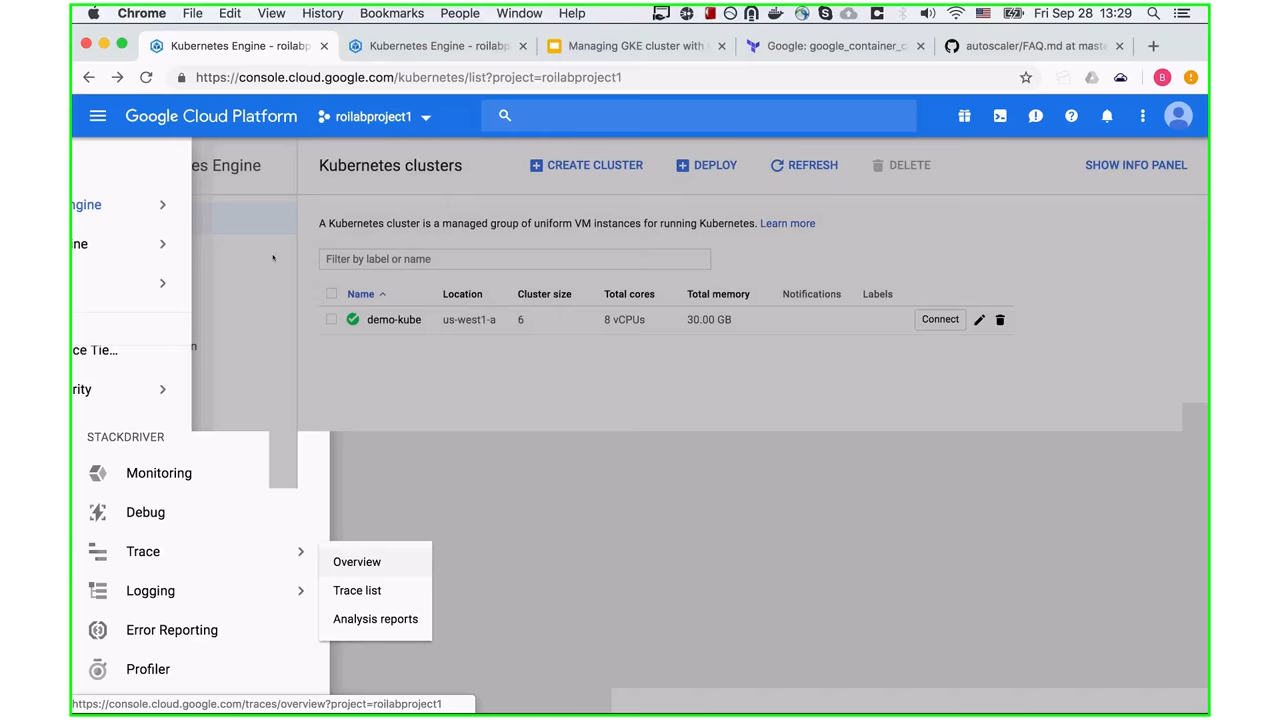 Chrome File Edit View History Bookmarks People Window Help Fri Sep 28 13:29
Kubernetes Engine - roilabp Kubernetes Engine - roilabp Managing GKE cluster with Google: google_container_c autoscaler/FAQ.md at maste
https://console.cloud.google.com/kubernetes/list?project=roilabproject1 B
Google Cloud Platform roilabproject1
es Engine Kubernetes clusters CREATE CLUSTER DEPLOY REFRESH DELETE SHOW INFO PANEL
ngine
A Kubernetes cluster is a managed group of uniform VM instances for running Kubernetes. Learn more
ne
Filter by label or name
Name Location Cluster size Total cores Total memory Notifications Labels
demo-kube us-west1-a 6 8 vCPUs 30.00 GB Connect
ce Tie... n
rity
STACKDRIVER
Monitoring
Debug
Trace
Overview
Trace list
Logging
Analysis reports
Error Reporting
Profiler
https://console.cloud.google.com/traces/overview?project=roilabproject1